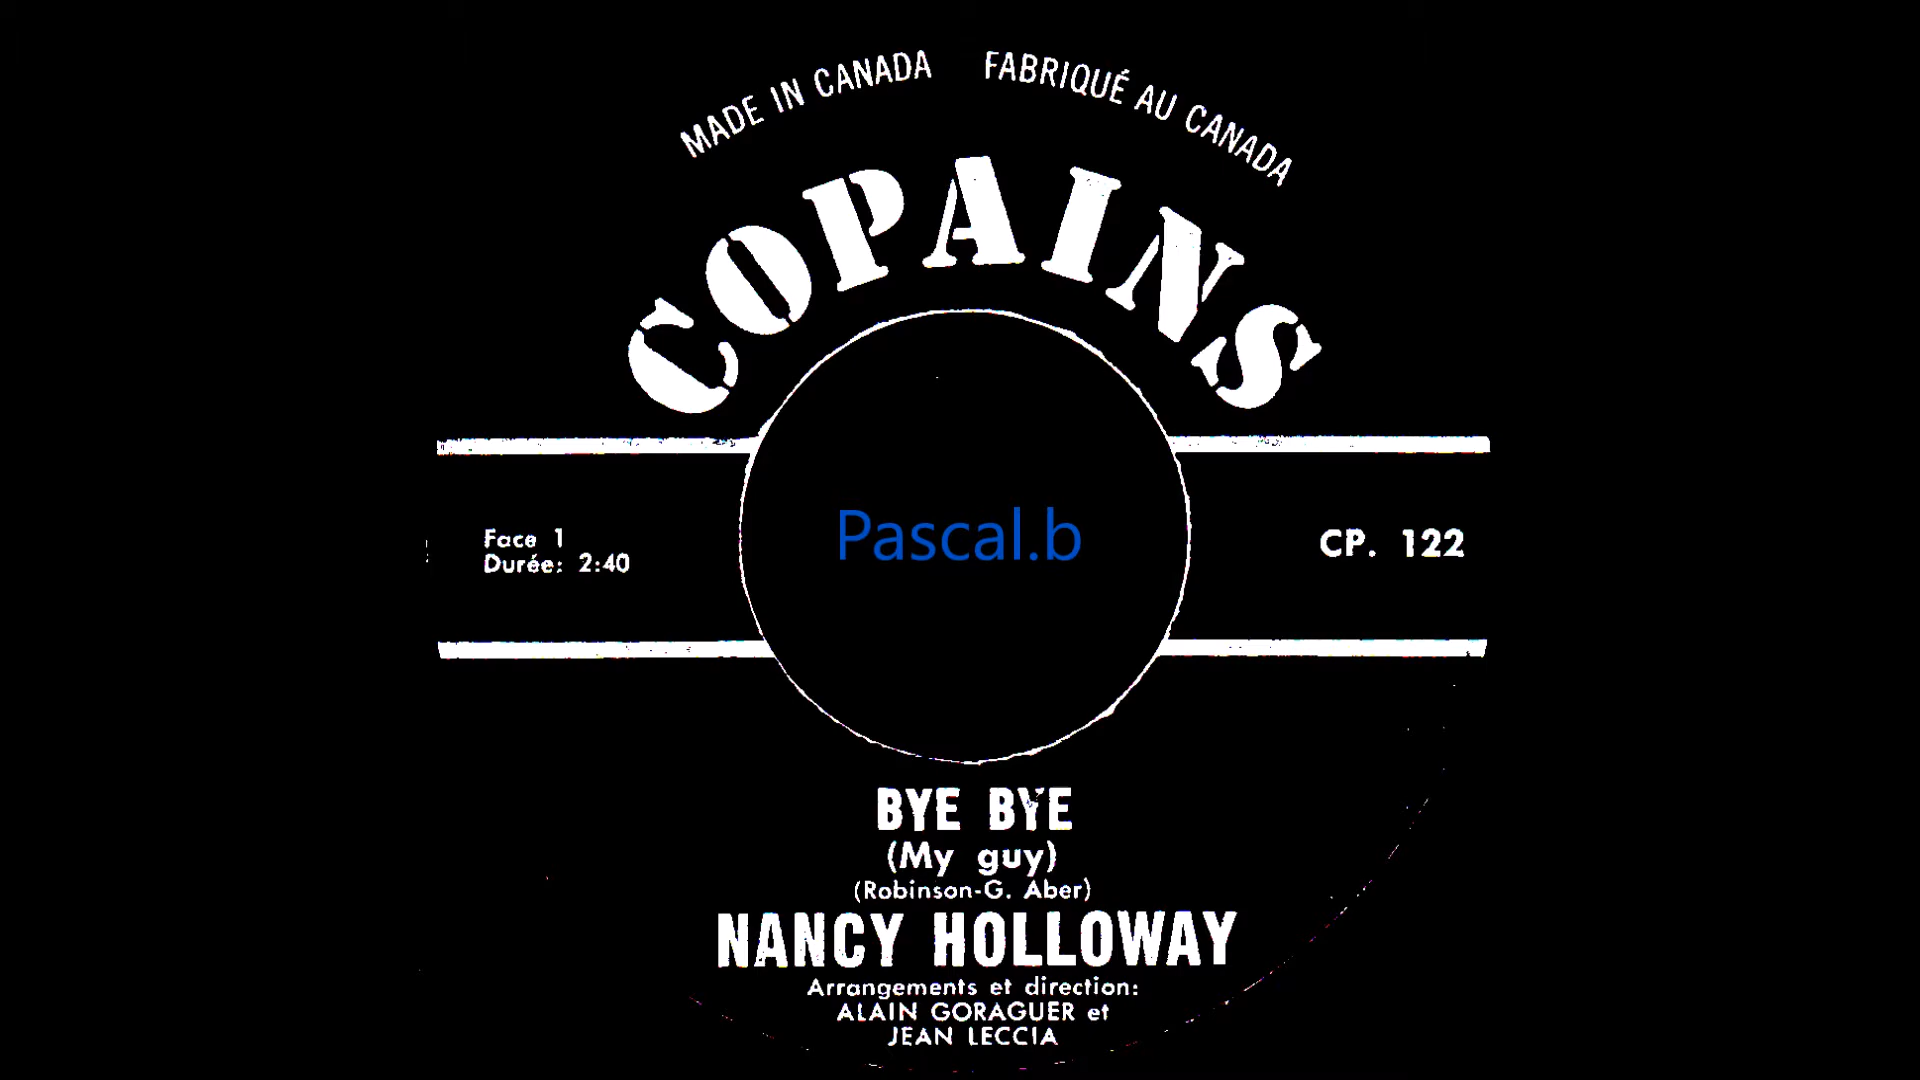 MADE IN CANADA FABRIQUÉ AU CANADA
COPAINS
Face 1
Durée: 2:40
Pascal.b
CP. 122
BYE BYE
(My guy)
(Robinson-G. Aber)
NANCY HOLLOWAY
Arrangements et direction:
ALAIN GORAGUER et
JEAN LECCIA